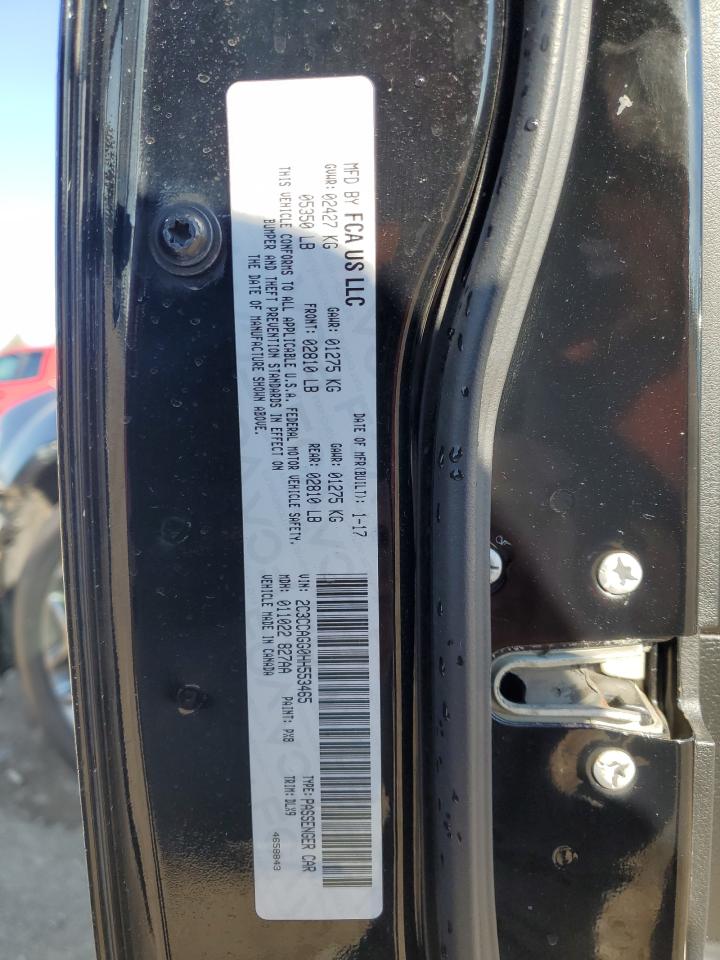 MFD BY FCA US LLC
DATE OF MFR(BUILT): 1-17
GVWR: 02427 KG GAWR: 01275 KG GAWR: 01275 KG
05350 LB FRONT: 02810 LB REAR: 02810 LB
THIS VEHICLE CONFORMS TO ALL APPLICABLE U.S.A. FEDERAL MOTOR VEHICLE SAFETY,
BUMPER AND THEFT PREVENTION STANDARDS IN EFFECT ON
THE DATE OF MANUFACTURE SHOWN ABOVE.
VIN: 2C3CCAGG0HH553465 TYPE: PASSENGER CAR
MDH: 011022 827AA PAINT: PX8 TRIM: DLX9
VEHICLE MADE IN CANADA 4658843